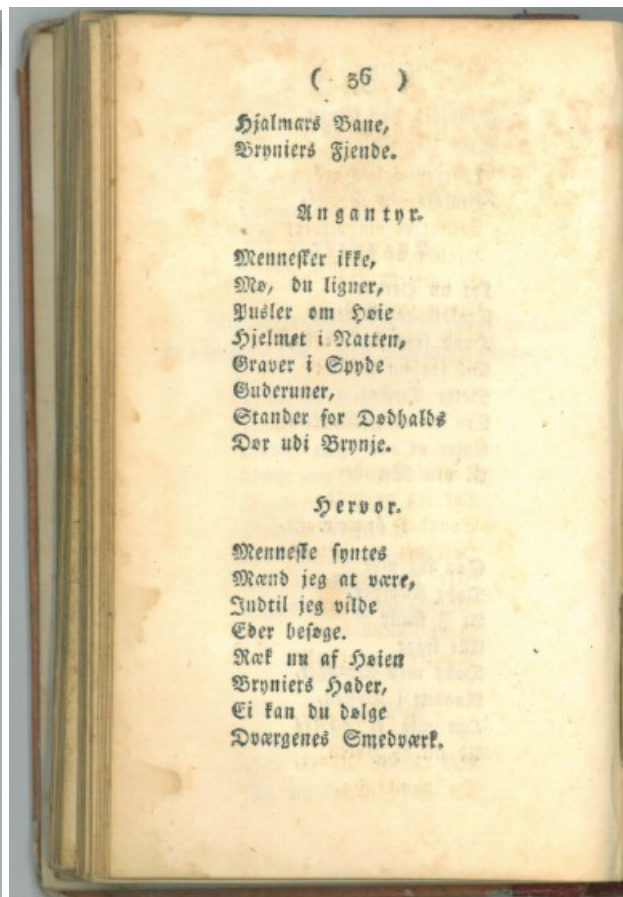 ( 36 )
Hjalmars Bane,
Bryniers Fjende.
Angantyr.
Mennesker ikke,
Mø, du ligner,
Pusler om Høie
Hjelmet i Natten,
Graver i Spyde
Guderuner,
Stander for Dødhalds
Dør udi Brynje.
Hervor.
Menneske syntes
Mænd jeg at være,
Indtil jeg vilde
Eder besøge.
Ræk nu af Høien
Bryniers Hader,
Ei kan du dølge
Dværgenes Smedværk.